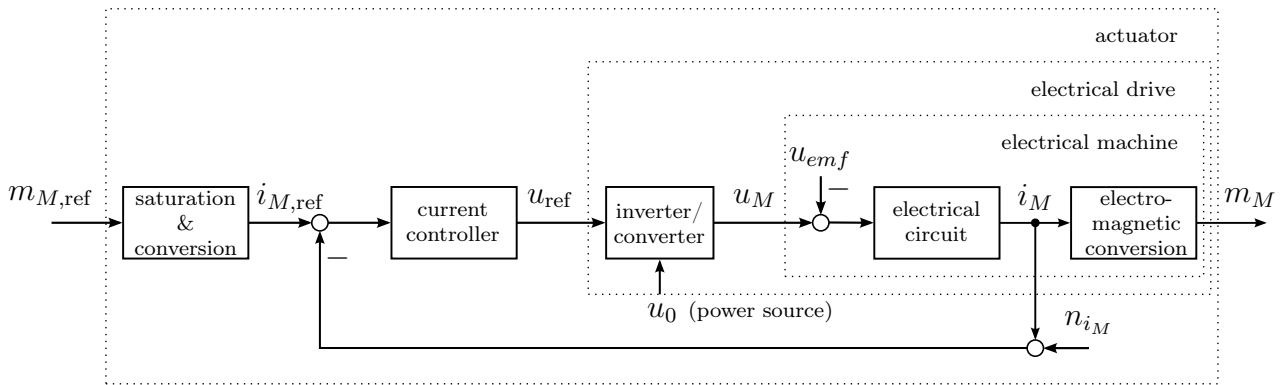 actuator
electrical drive
electrical machine
m_{M,ref}
saturation
&
conversion
i_{M,ref}
−
current
controller
u_{ref}
inverter/
converter
u_0 (power source)
u_M
u_{emf}
−
electrical
circuit
i_M
electro-
magnetic
conversion
m_M
n_{i_M}